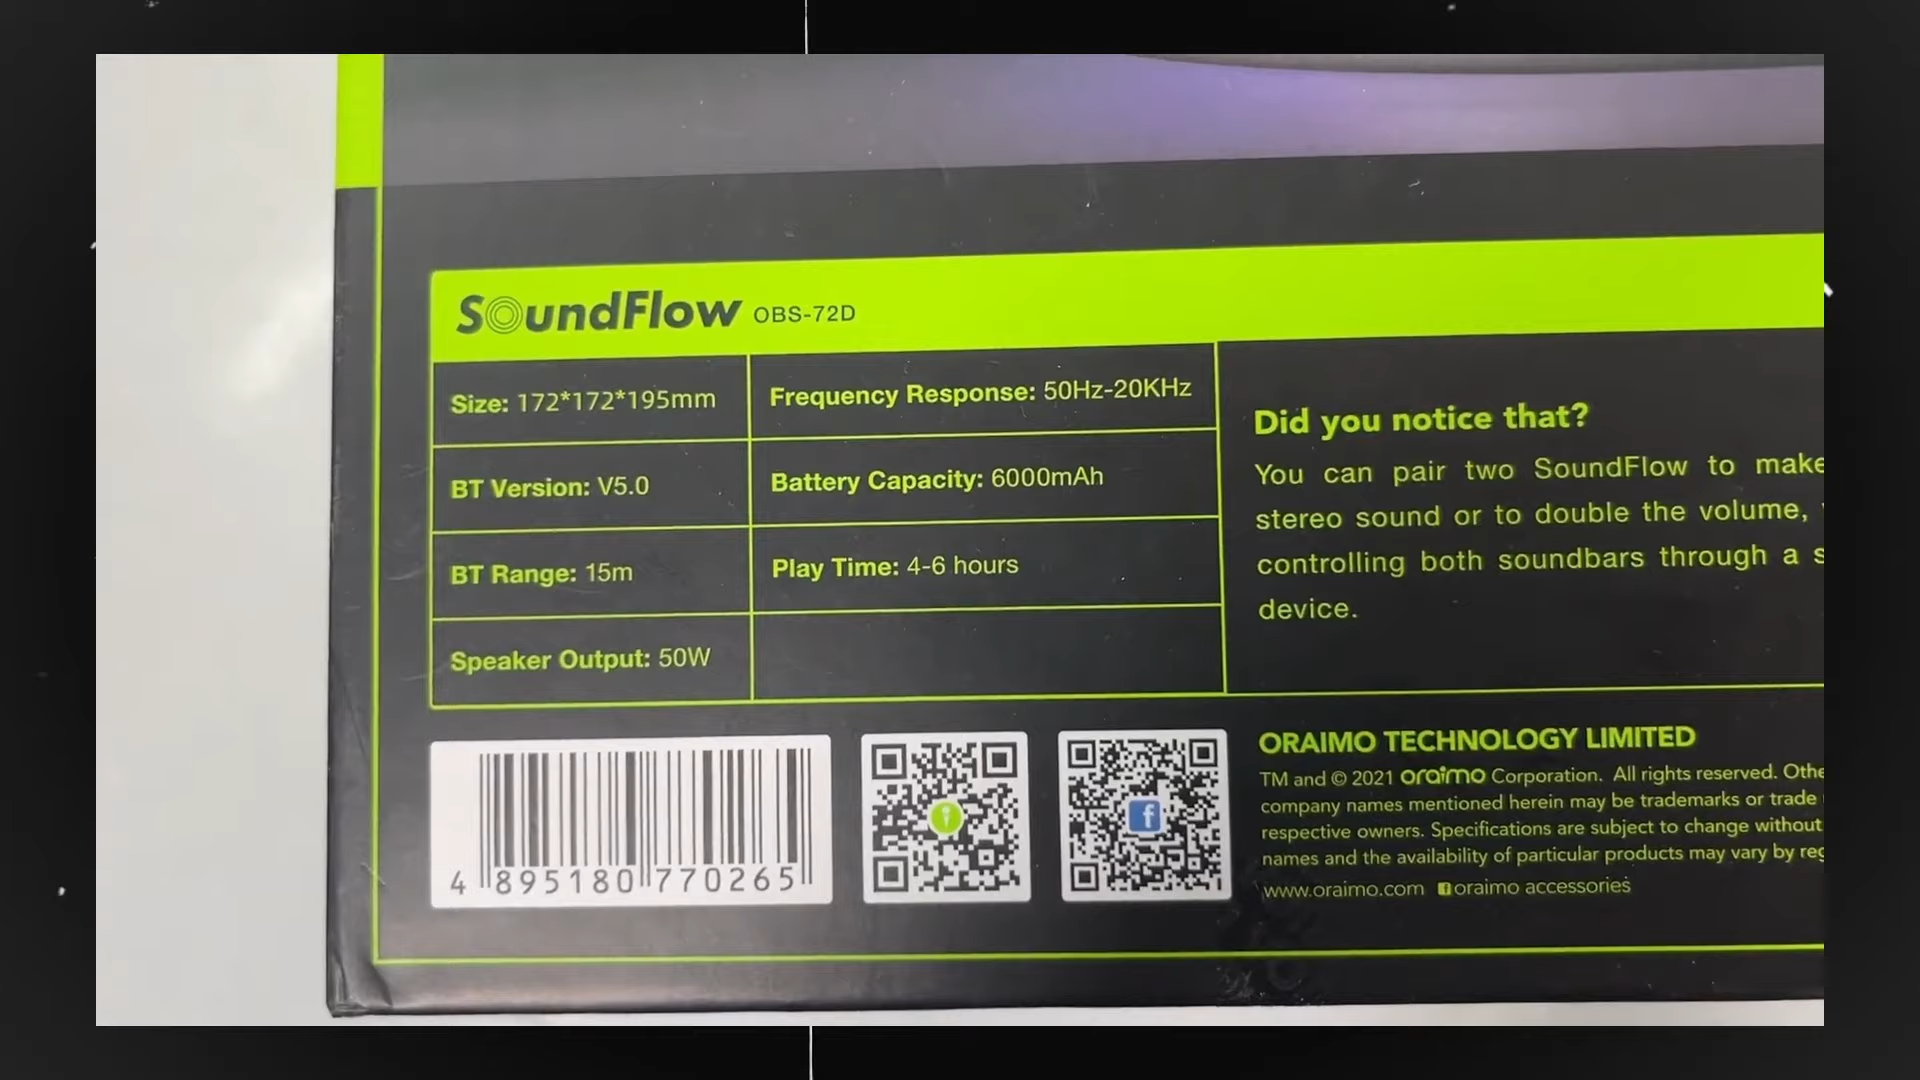 SoundFlow OBS-72D
Size: 172*172*195mm
Frequency Response: 50Hz-20KHz
BT Version: V5.0
Battery Capacity: 6000mAh
BT Range: 15m
Play Time: 4-6 hours
Speaker Output: 50W
Did you notice that?
You can pair two SoundFlow to make
stereo sound or to double the volume,
controlling both soundbars through a
device.
4 895180 770265
f
ORAIMO TECHNOLOGY LIMITED
TM and © 2021 oraimo Corporation. All rights reserved.
company names mentioned herein may be trademarks or trade
respective owners. Specifications are subject to change without
names and the availability of particular products may vary by
www.oraimo.com f oraimo accessories